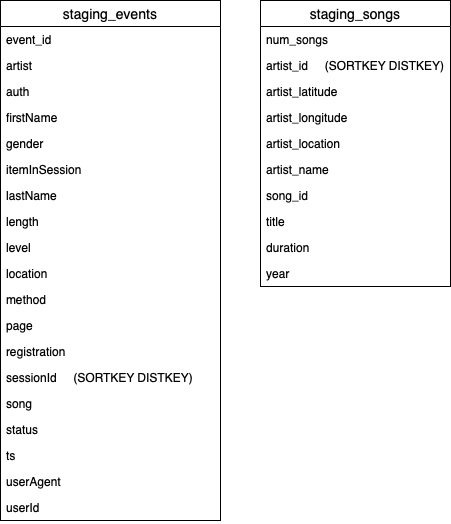 staging_events
event_id
artist
auth
firstName
gender
itemInSession
lastName
length
level
location
method
page
registration
sessionId (SORTKEY DISTKEY)
song
status
ts
userAgent
userId
staging_songs
num_songs
artist_id (SORTKEY DISTKEY)
artist_latitude
artist_longitude
artist_location
artist_name
song_id
title
duration
year